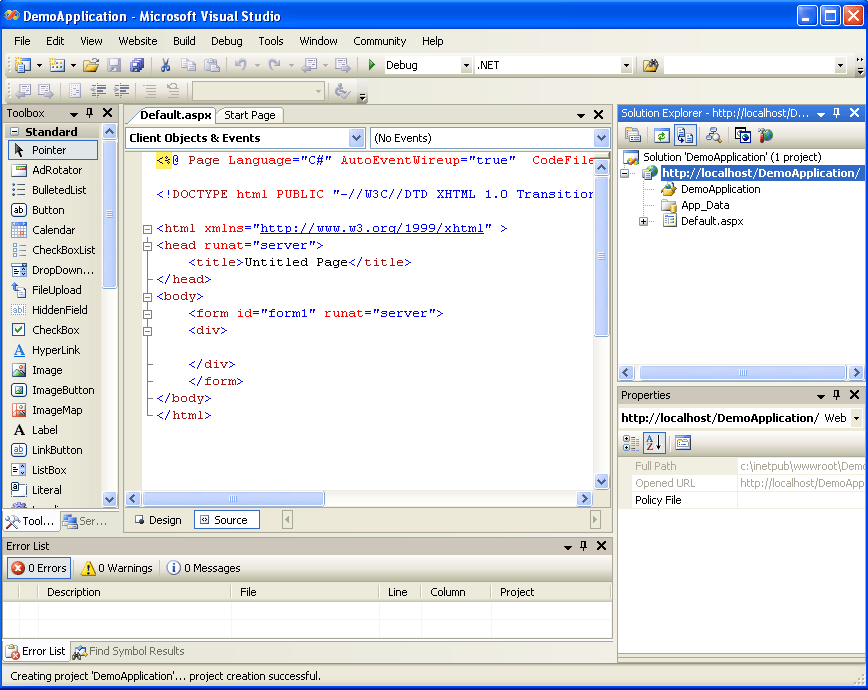 DemoApplication - Microsoft Visual Studio
File Edit View Website Build Debug Tools Window Community Help
Debug .NET
Toolbox
Standard
Pointer
AdRotator
BulletedList
Button
Calendar
CheckBoxList
DropDown...
FileUpload
HiddenField
CheckBox
HyperLink
Image
ImageButton
ImageMap
Label
LinkButton
ListBox
Literal
Tool... Ser...
Default.aspx Start Page
Client Objects & Events (No Events)
<%@ Page Language="C#" AutoEventWireup="true" CodeFile
<!DOCTYPE html PUBLIC "-//W3C//DTD XHTML 1.0 Transition
<html xmlns="http://www.w3.org/1999/xhtml" >
<head runat="server">
<title>Untitled Page</title>
</head>
<body>
<form id="form1" runat="server">
<div>
</div>
</form>
</body>
</html>
Design Source
Solution Explorer - http://localhost/D...
Solution 'DemoApplication' (1 project)
http://localhost/DemoApplication/
DemoApplication
App_Data
Default.aspx
Properties
http://localhost/DemoApplication/ Web
Full Path c:\inetpub\wwwroot\Demo
Opened URL http://localhost/DemoApp
Policy File
Error List
0 Errors 0 Warnings 0 Messages
Description File Line Column Project
Error List Find Symbol Results
Creating project 'DemoApplication'... project creation successful.